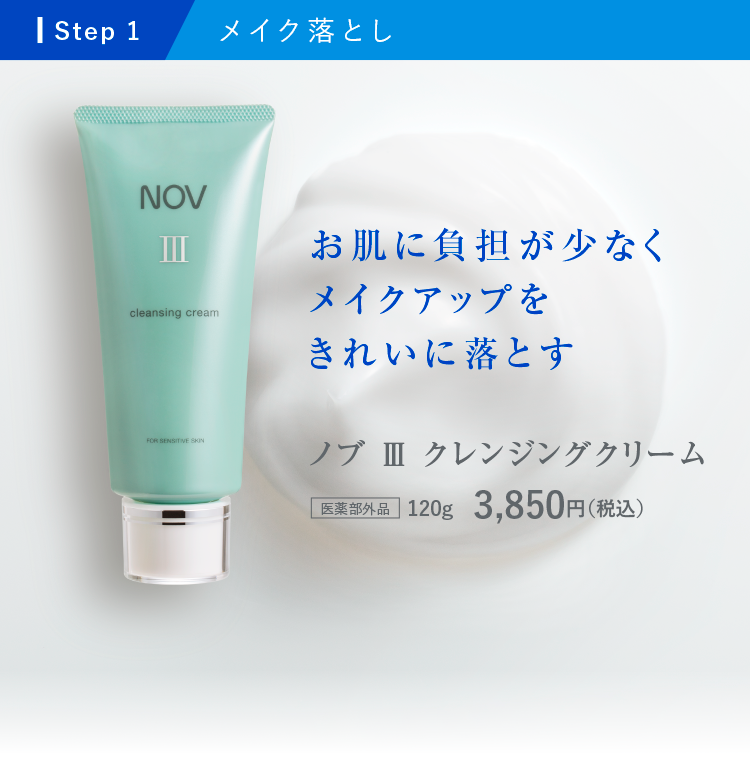 Step 1 メイク落とし
NOV
III
cleansing cream
FOR SENSITIVE SKIN
お肌に負担が少なく
メイクアップを
きれいに落とす
ノブ III クレンジングクリーム
医薬部外品 120g 3,850円(税込)